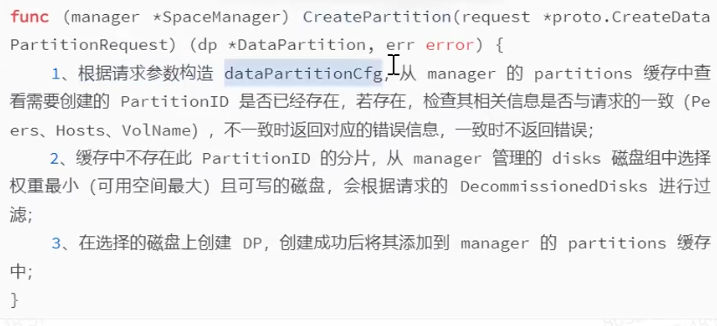 func (manager *SpaceManager) CreatePartition(request *proto.CreateData
PartitionRequest) (dp *DataPartition, err error) {
1、根据请求参数构造 dataPartitionCfg，从 manager 的 partitions 缓存中查
看需要创建的 PartitionID 是否已经存在，若存在，检查其相关信息是否与请求的一致（Pe
ers、Hosts、VolName），不一致时返回对应的错误信息，一致时不返回错误；
2、缓存中不存在此 PartitionID 的分片，从 manager 管理的 disks 磁盘组中选择
权重最小（可用空间最大）且可写的磁盘，会根据请求的 DecommissionedDisks 进行过
滤；
3、在选择的磁盘上创建 DP，创建成功后将其添加到 manager 的 partitions 缓存
中；
}